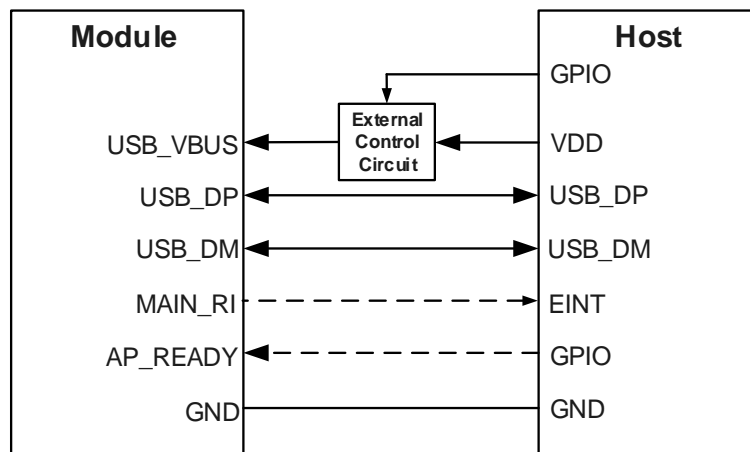 Module
Host
GPIO
External
Control
Circuit
USB_VBUS
VDD
USB_DP
USB_DP
USB_DM
USB_DM
MAIN_RI
EINT
AP_READY
GPIO
GND
GND